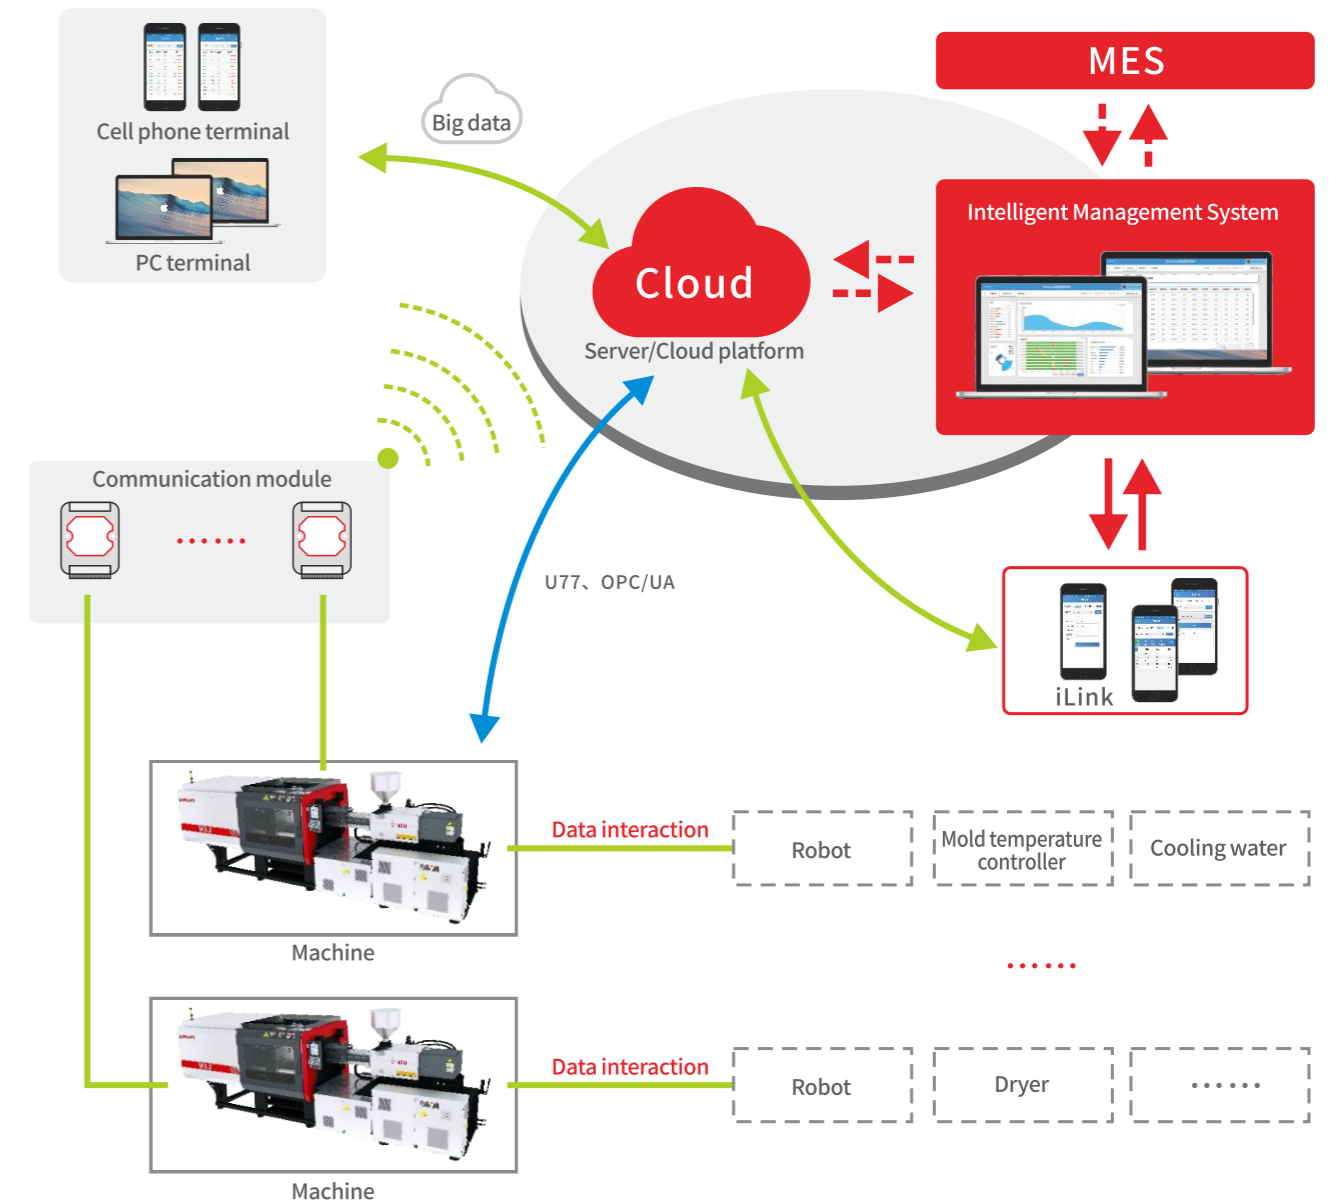 MES
Big data
Cell phone terminal
Intelligent Management System
PC terminal
Cloud
Server/Cloud platform
Communication module
......
U77、OPC/UA
iLink
Data interaction
Robot
Mold temperature
controller
Cooling water
Machine
......
Data interaction
Robot
Dryer
......
Machine